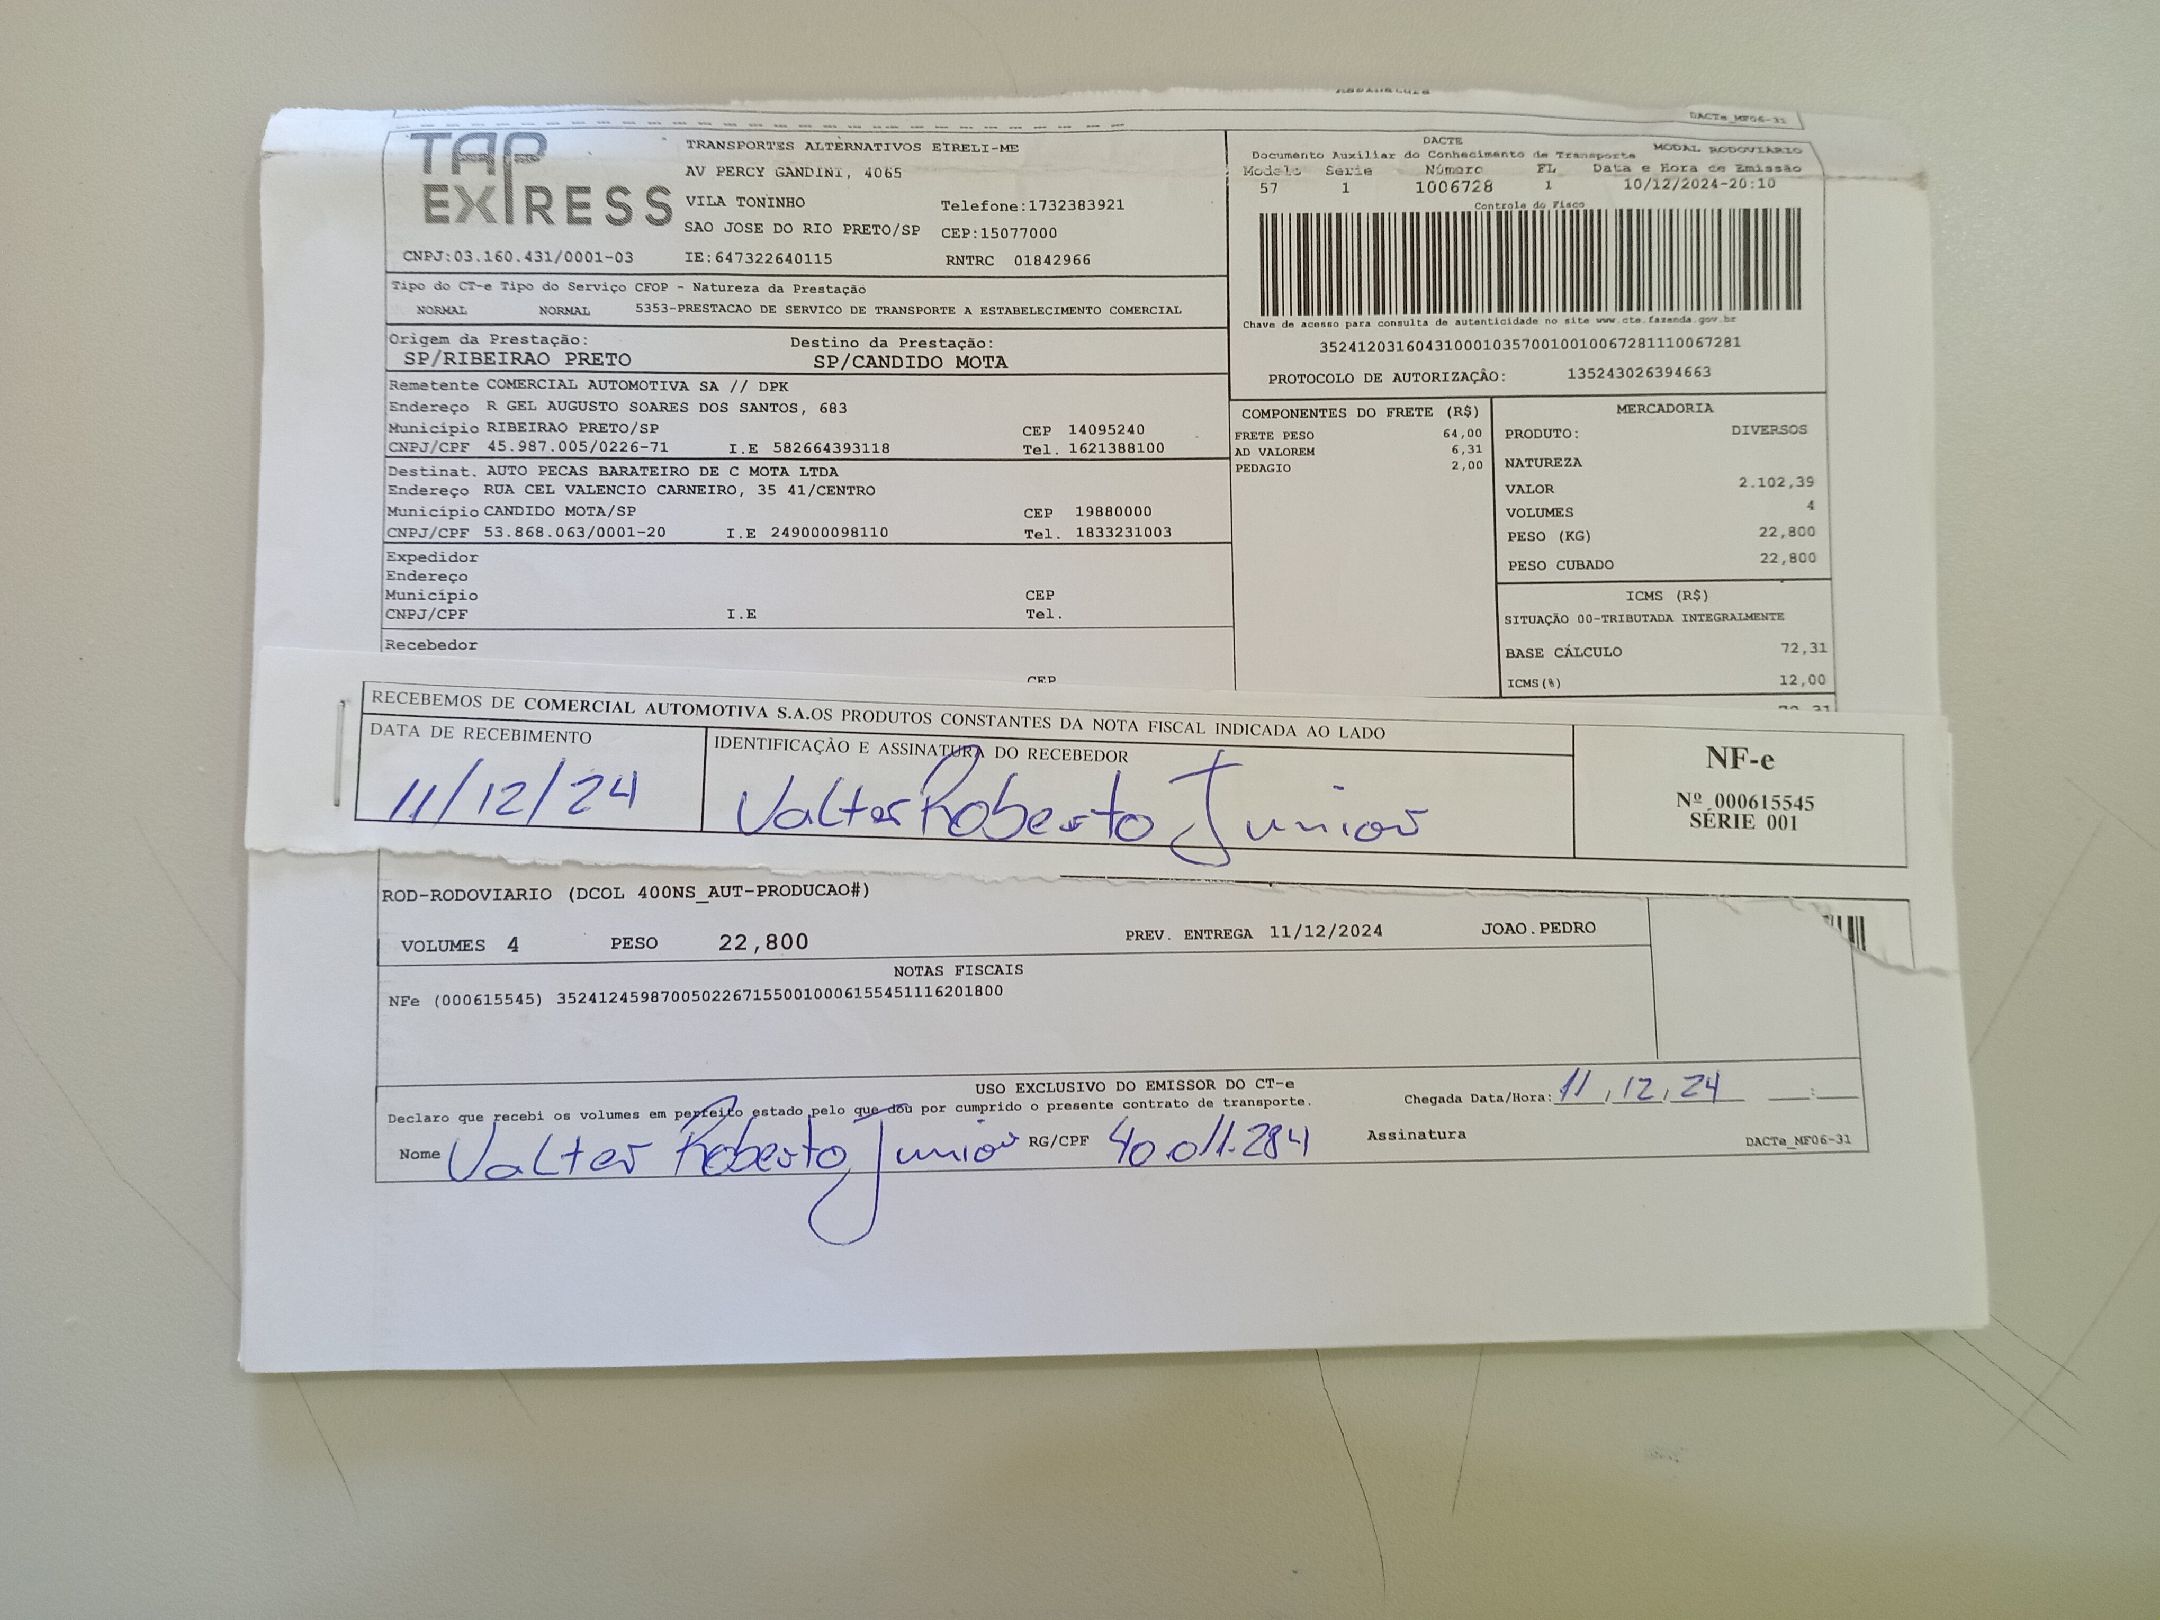 DACTe_MF06-31
TAP EXPRESS
TRANSPORTES ALTERNATIVOS EIRELI-ME
AV PERCY GANDINI, 4065
VILA TONINHO Telefone:1732383921
SAO JOSE DO RIO PRETO/SP CEP:15077000
CNPJ:03.160.431/0001-03 IE:647322640115 RNTRC 01842966
DACTE
Documento Auxiliar do Conhecimento de Transporte MODAL RODOVIÁRIO
Modelo Série Número FL Data e Hora de Emissão
57 1 1006728 1 10/12/2024-20:10
Controle do Fisco
Chave de acesso para consulta de autenticidade no site www.cte.fazenda.gov.br
35241203160431000103570010010067281110067281
PROTOCOLO DE AUTORIZAÇÃO: 135243026394663
Tipo do CT-e Tipo do Serviço CFOP - Natureza da Prestação
NORMAL NORMAL 5353-PRESTACAO DE SERVICO DE TRANSPORTE A ESTABELECIMENTO COMERCIAL
Origem da Prestação: Destino da Prestação:
SP/RIBEIRAO PRETO SP/CANDIDO MOTA
Remetente COMERCIAL AUTOMOTIVA SA // DPK
Endereço R GEL AUGUSTO SOARES DOS SANTOS, 683
Município RIBEIRAO PRETO/SP CEP 14095240
CNPJ/CPF 45.987.005/0226-71 I.E 582664393118 Tel. 1621388100
Destinat. AUTO PECAS BARATEIRO DE C MOTA LTDA
Endereço RUA CEL VALENCIO CARNEIRO, 35 41/CENTRO
Município CANDIDO MOTA/SP CEP 19880000
CNPJ/CPF 53.868.063/0001-20 I.E 249000098110 Tel. 1833231003
Expedidor
Endereço
Município CEP
CNPJ/CPF I.E Tel.
Recebedor
CEP
COMPONENTES DO FRETE (R$)
FRETE PESO 64,00
AD VALOREM 6,31
PEDAGIO 2,00
MERCADORIA
PRODUTO: DIVERSOS
NATUREZA
VALOR 2.102,39
VOLUMES 4
PESO (KG) 22,800
PESO CUBADO 22,800
ICMS (R$)
SITUAÇÃO 00-TRIBUTADA INTEGRALMENTE
BASE CÁLCULO 72,31
ICMS(%) 12,00
RECEBEMOS DE COMERCIAL AUTOMOTIVA S.A.OS PRODUTOS CONSTANTES DA NOTA FISCAL INDICADA AO LADO
DATA DE RECEBIMENTO IDENTIFICAÇÃO E ASSINATURA DO RECEBEDOR
11/12/24 Valter Roberto Junior
NF-e
Nº 000615545
SÉRIE 001
ROD-RODOVIARIO (DCOL 400NS_AUT-PRODUCAO#)
VOLUMES 4 PESO 22,800 PREV. ENTREGA 11/12/2024 JOAO.PEDRO
NOTAS FISCAIS
NFe (000615545) 35241245987005022671550010006155451116201800
USO EXCLUSIVO DO EMISSOR DO CT-e
Declaro que recebi os volumes em perfeito estado pelo que dou por cumprido o presente contrato de transporte. Chegada Data/Hora: 11,12,24 :
Nome Valter Roberto Junior RG/CPF 40.011.284 Assinatura DACTe_MF06-31